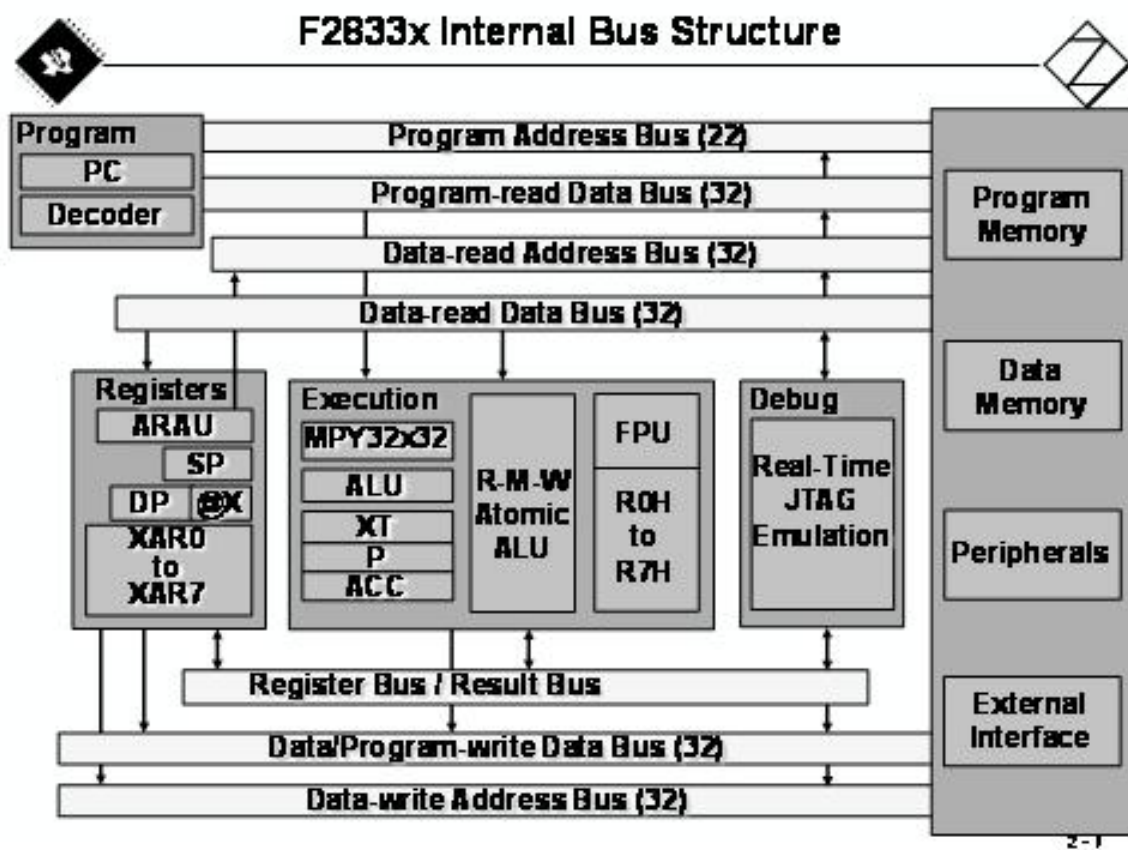 F2833x Internal Bus Structure
Program
PC
Decoder
Program Address Bus (22)
Program-read Data Bus (32)
Data-read Address Bus (32)
Data-read Data Bus (32)
Registers
ARAU
SP
DP @X
XAR0
to
XAR7
Execution
MPY32x32
ALU
XT
P
ACC
R-M-W
Atomic
ALU
FPU
R0H
to
R7H
Debug
Real-Time
JTAG
Emulation
Register Bus / Result Bus
Data/Program-write Data Bus (32)
Data-write Address Bus (32)
Program
Memory
Data
Memory
Peripherals
External
Interface